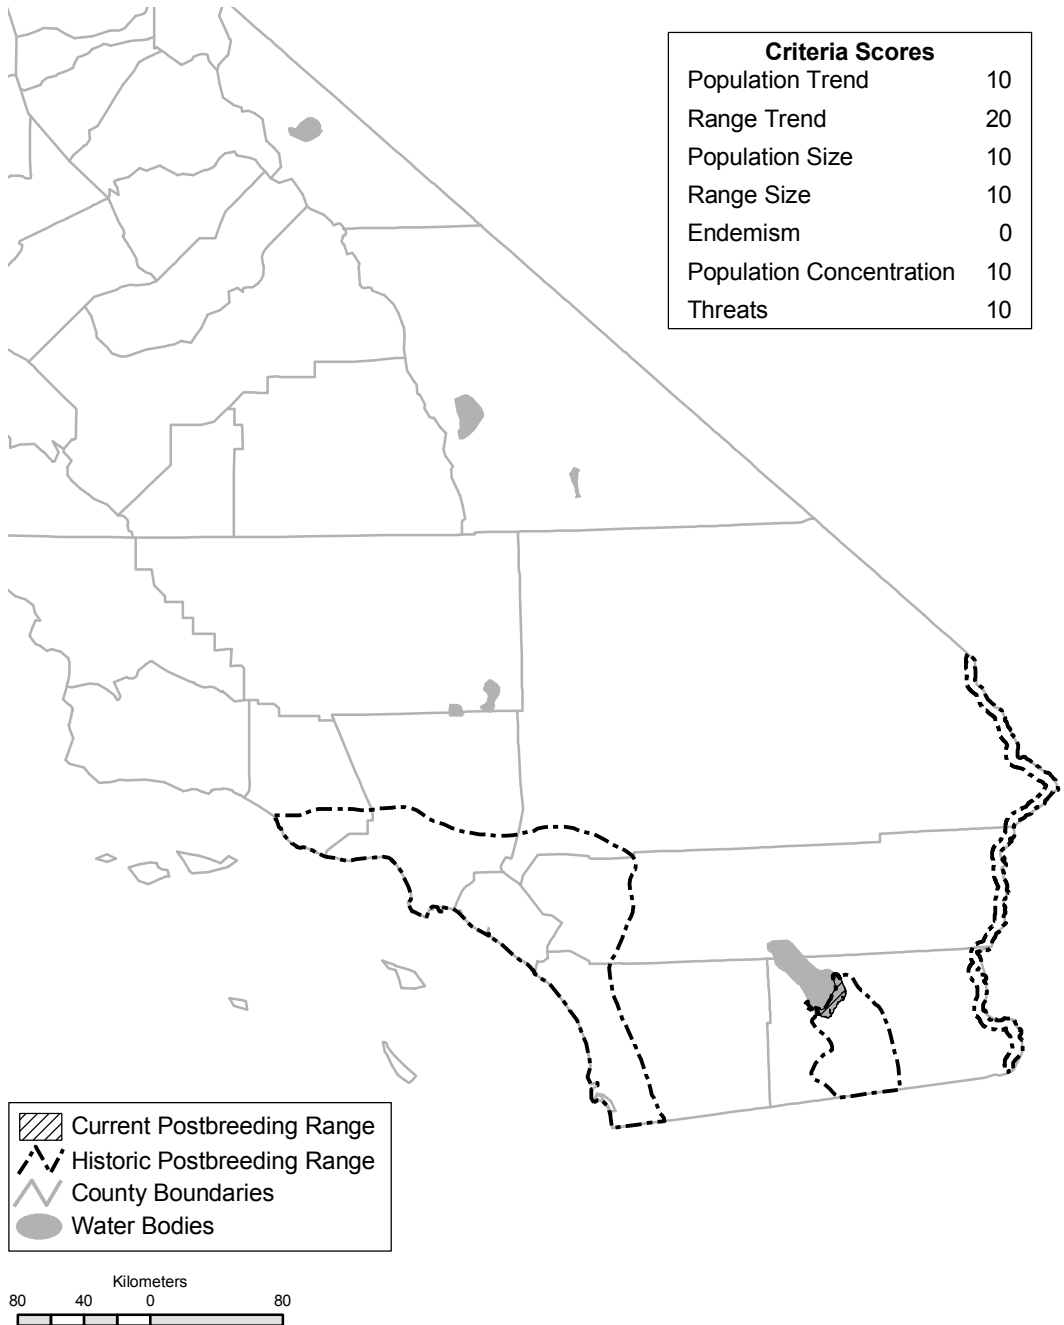 Criteria Scores
Population Trend 10
Range Trend 20
Population Size 10
Range Size 10
Endemism 0
Population Concentration 10
Threats 10
Current Postbreeding Range
Historic Postbreeding Range
County Boundaries
Water Bodies
Kilometers
80 40 0 80